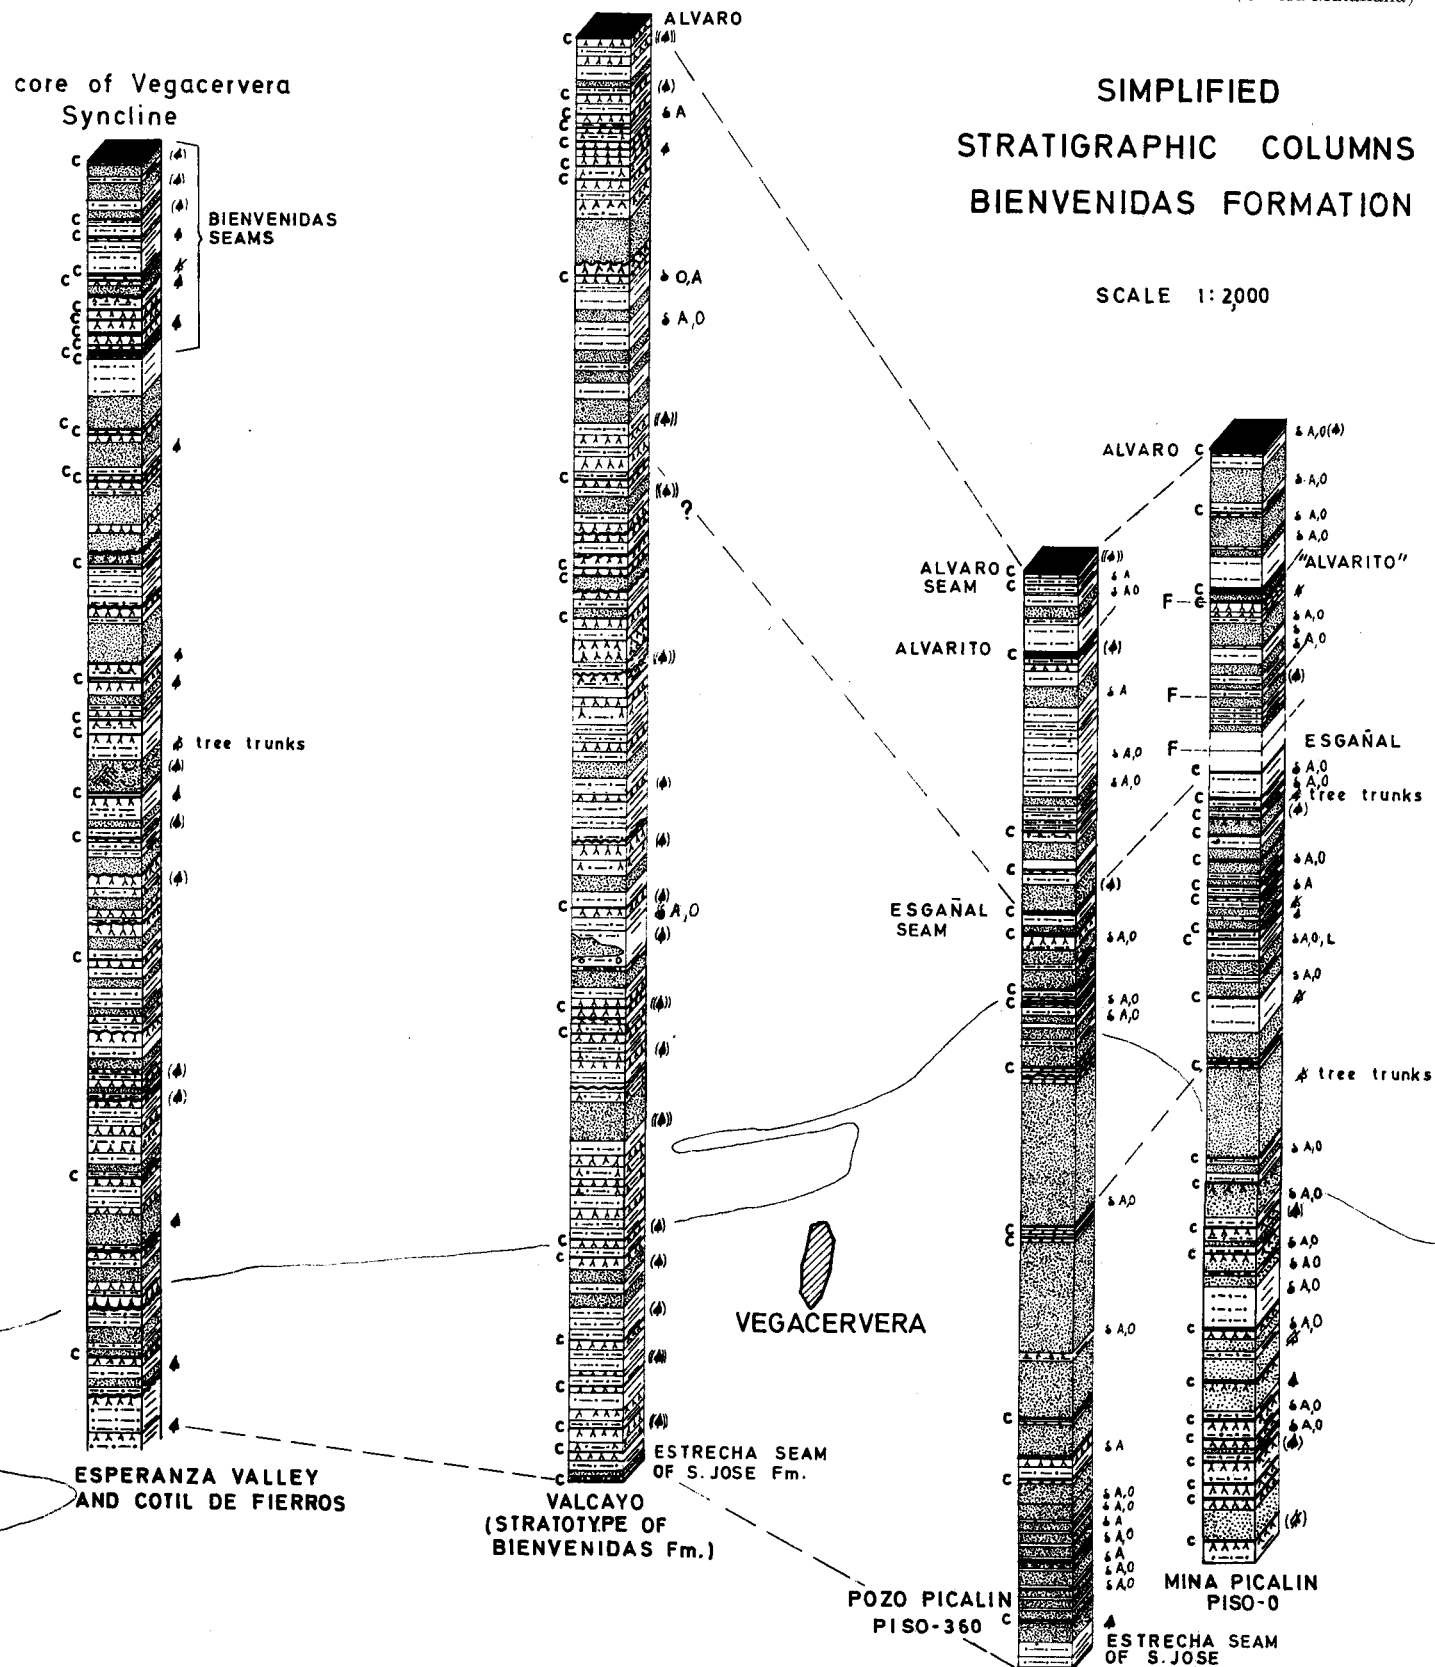 SIMPLIFIED
STRATIGRAPHIC COLUMNS
BIENVENIDAS FORMATION
SCALE 1:2,000
core of Vegacervera
Syncline
BIENVENIDAS
SEAMS
tree trunks
ESPERANZA VALLEY
AND COTIL DE FIERROS
ALVARO
A
O,A
A,O
?
A,O
ESTRECHA SEAM
OF S. JOSE Fm.
VALCAYO
(STRATOTYPE OF
BIENVENIDAS Fm.)
VEGACERVERA
ALVARO
SEAM
A
A,O
ALVARITO
A
A,O
A,O
ESGAÑAL
SEAM
A,O
A,O
A,O
A,O
A,O
A
A,O
A,O
A
A,O
A
A,O
A,O
POZO PICALIN
PISO-360
ESTRECHA SEAM
OF S. JOSE
ALVARO C
A,O
A,O
A,O
A,O
"ALVARITO"
F
A,O
A,O
F
F
ESGAÑAL
A,O
A,O
tree trunks
A,O
A
A,O,L
A,O
tree trunks
A,O
A,O
A,O
A,O
A,O
A,O
A,O
A,O
MINA PICALIN
PISO-0